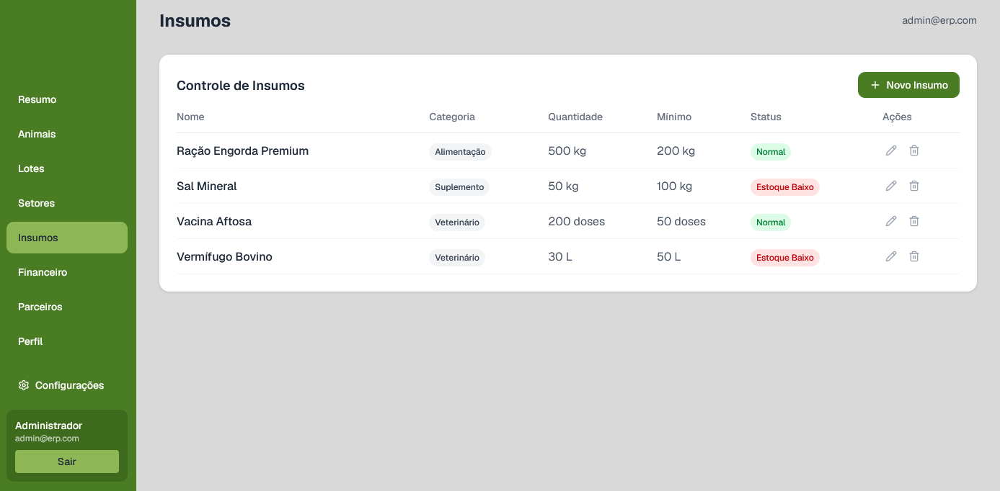 Insumos
admin@erp.com
Resumo
Animais
Lotes
Setores
Insumos
Financeiro
Parceiros
Perfil
Configurações
Administrador
admin@erp.com
Sair
Controle de Insumos
+ Novo Insumo
Nome Categoria Quantidade Mínimo Status Ações
Ração Engorda Premium Alimentação 500 kg 200 kg Normal
Sal Mineral Suplemento 50 kg 100 kg Estoque Baixo
Vacina Aftosa Veterinário 200 doses 50 doses Normal
Vermífugo Bovino Veterinário 30 L 50 L Estoque Baixo